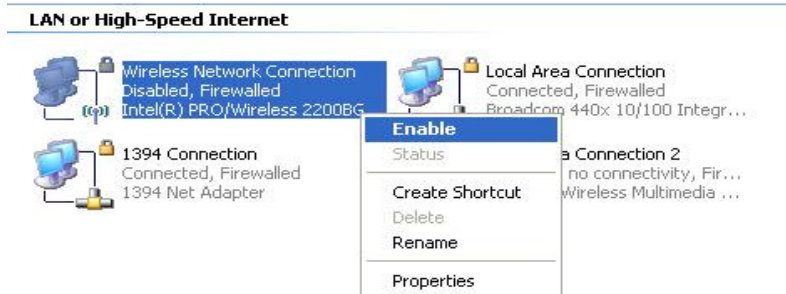 LAN or High-Speed Internet
Wireless Network Connection
Disabled, Firewalled
Intel(R) PRO/Wireless 2200BG
Local Area Connection
Connected, Firewalled
Broadcom 440x 10/100 Integr...
1394 Connection
Connected, Firewalled
1394 Net Adapter
a Connection 2
no connectivity, Fir...
Wireless Multimedia ...
Enable
Status
Create Shortcut
Delete
Rename
Properties